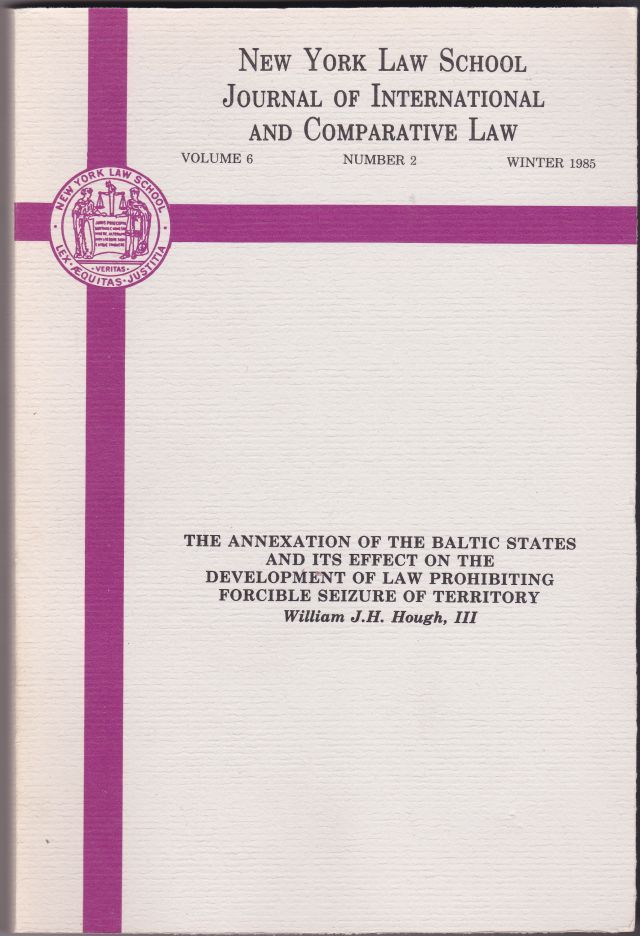 NEW YORK LAW SCHOOL
JOURNAL OF INTERNATIONAL
AND COMPARATIVE LAW
VOLUME 6 NUMBER 2 WINTER 1985
NEW YORK LAW SCHOOL
VERITAS
LEX·ÆQUITAS·JUSTITIA
THE ANNEXATION OF THE BALTIC STATES
AND ITS EFFECT ON THE
DEVELOPMENT OF LAW PROHIBITING
FORCIBLE SEIZURE OF TERRITORY
William J.H. Hough, III